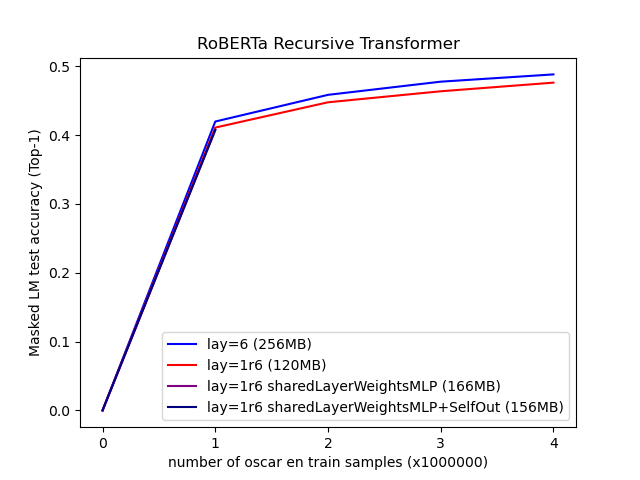 RoBERTa Recursive Transformer
Masked LM test accuracy (Top-1)
0.5
0.4
0.3
0.2
0.1
0.0
lay=6 (256MB)
lay=1r6 (120MB)
lay=1r6 sharedLayerWeightsMLP (166MB)
lay=1r6 sharedLayerWeightsMLP+SelfOut (156MB)
0 1 2 3 4
number of oscar en train samples (x1000000)